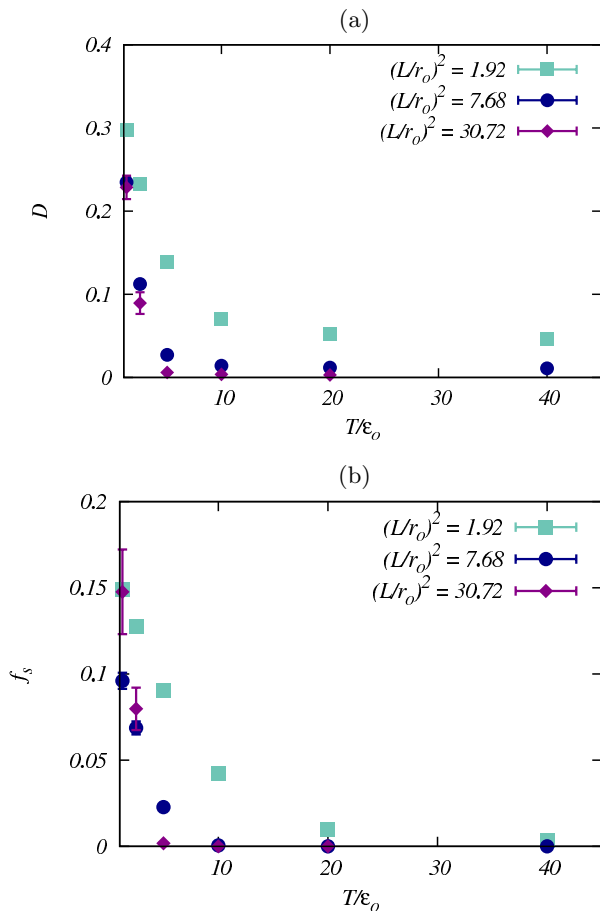 (a)
0.4
(L/r_o)^2 = 1.92
(L/r_o)^2 = 7.68
(L/r_o)^2 = 30.72
0.3
D
0.2
0.1
0
10
20
30
40
T/ε_o
(b)
0.2
(L/r_o)^2 = 1.92
(L/r_o)^2 = 7.68
(L/r_o)^2 = 30.72
0.15
f_s
0.1
0.05
0
10
20
30
40
T/ε_o